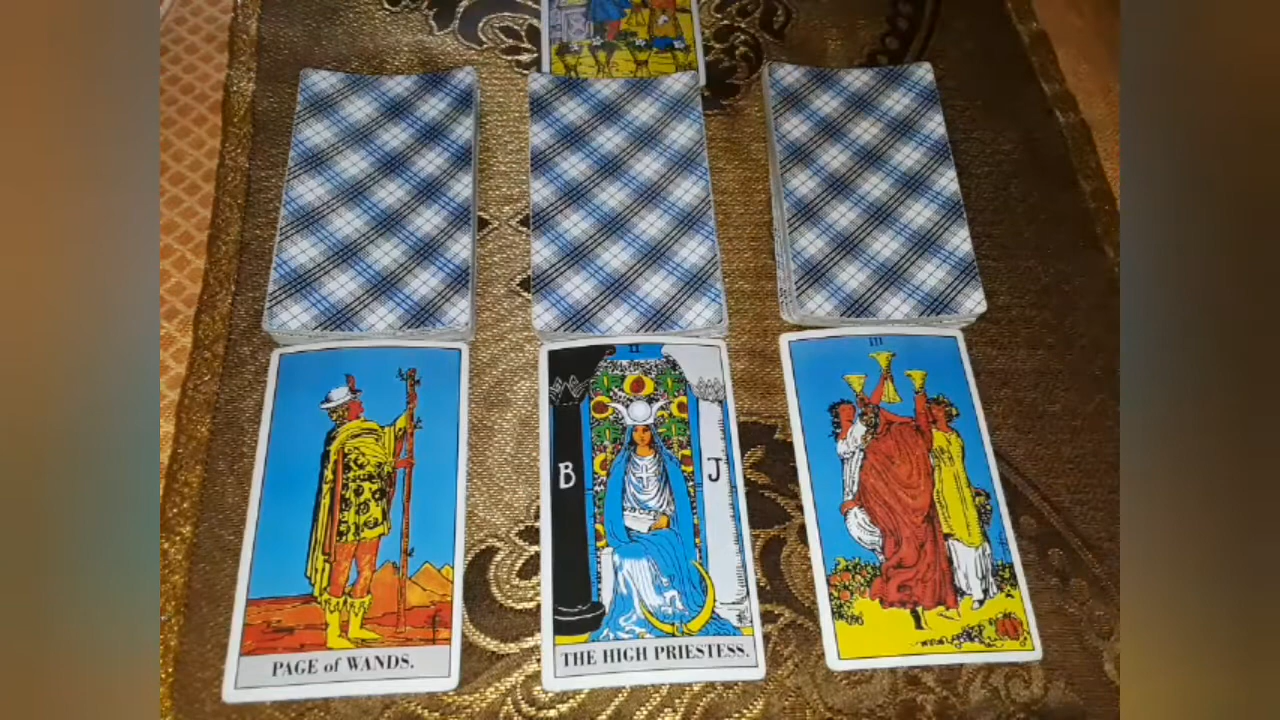 II
III
B
J
PAGE of WANDS.
THE HIGH PRIESTESS.